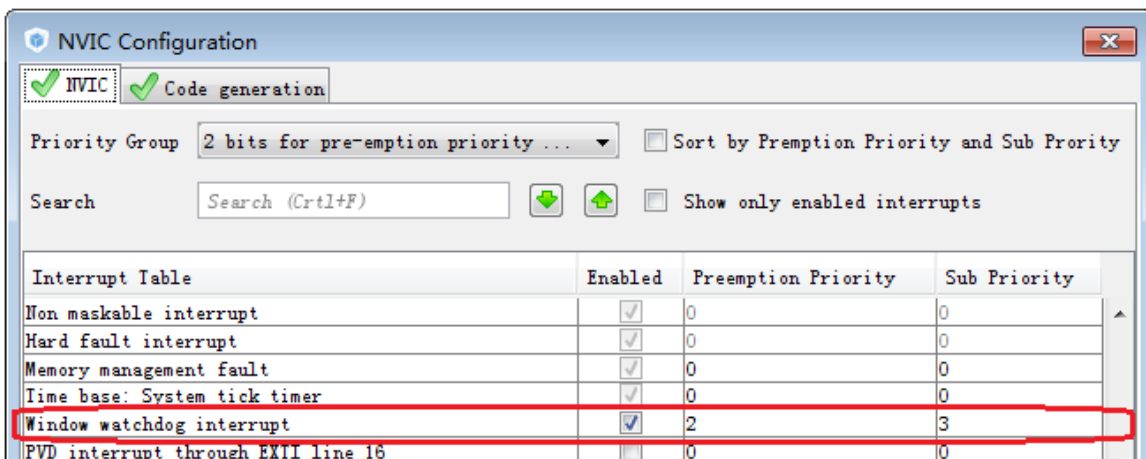 NVIC Configuration
NVIC Code generation
Priority Group 2 bits for pre-emption priority ... Sort by Premption Priority and Sub Prority
Search Search (Crtl+F) Show only enabled interrupts
Interrupt Table Enabled Preemption Priority Sub Priority
Non maskable interrupt 0 0
Hard fault interrupt 0 0
Memory management fault 0 0
Time base: System tick timer 0 0
Window watchdog interrupt 2 3
PVD interrupt through EXTI line 16 0 0